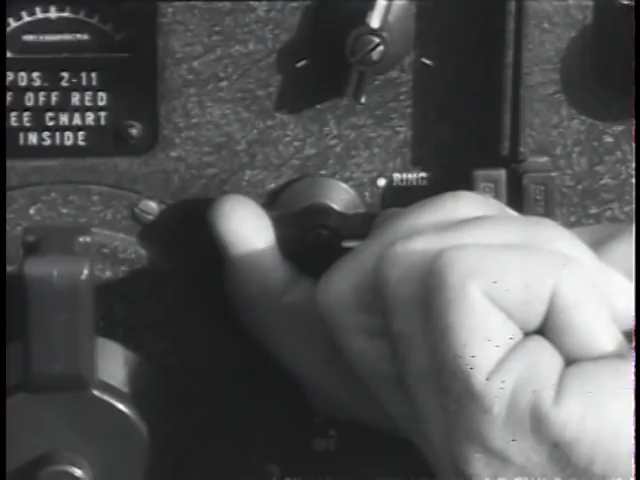 POS. 2-11
F OFF RED
EE CHART
INSIDE
RING